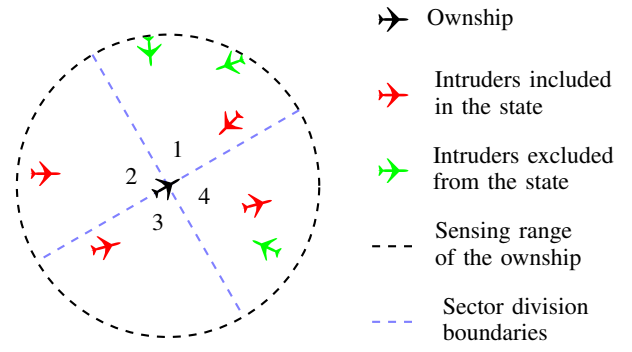 1
2
3
4
Ownship
Intruders included
in the state
Intruders excluded
from the state
Sensing range
of the ownship
Sector division
boundaries